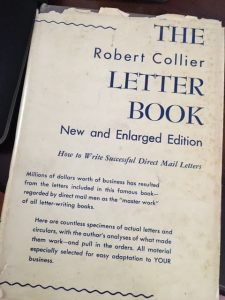 THE
Robert Collier
LETTER
BOOK
New and Enlarged Edition
How to Write Successful Direct Mail Letters
Millions of dollars worth of business has resulted
from the letters included in this famous book—
regarded by direct mail men as the "master work"
of all letter-writing books.
Here are countless specimens of actual letters and
circulars, with the author's analyses of what made
them work—and pull in the orders. All material
especially selected for easy adaptation to YOUR
business.